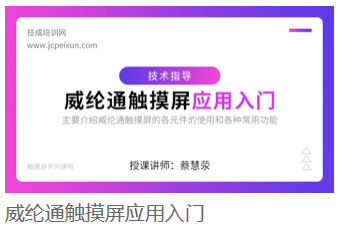 技成培训网
www.jcpeixun.com
技术指导
威纶通触摸屏应用入门
主要介绍威伦通触摸屏的各元件的使用和各种常用功能
授课讲师：蔡慧荥
触摸屏系列课程
威纶通触摸屏应用入门